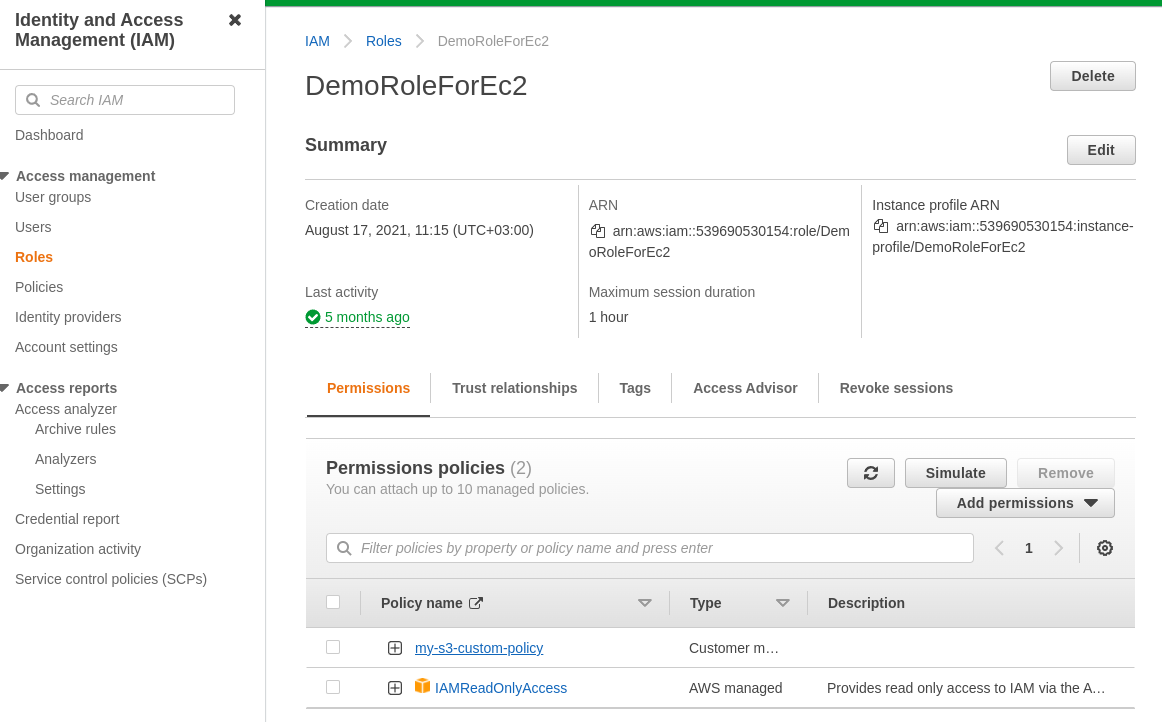 Identity and Access
Management (IAM)
Search IAM
Dashboard
Access management
User groups
Users
Roles
Policies
Identity providers
Account settings
Access reports
Access analyzer
Archive rules
Analyzers
Settings
Credential report
Organization activity
Service control policies (SCPs)
IAM Roles DemoRoleForEc2
DemoRoleForEc2
Delete
Summary
Edit
Creation date
August 17, 2021, 11:15 (UTC+03:00)
Last activity
5 months ago
ARN
arn:aws:iam::539690530154:role/Dem
oRoleForEc2
Maximum session duration
1 hour
Instance profile ARN
arn:aws:iam::539690530154:instance-
profile/DemoRoleForEc2
Permissions Trust relationships Tags Access Advisor Revoke sessions
Permissions policies (2)
You can attach up to 10 managed policies.
Simulate Remove
Add permissions
Filter policies by property or policy name and press enter
1
Policy name Type Description
my-s3-custom-policy Customer m…
IAMReadOnlyAccess AWS managed Provides read only access to IAM via the A…